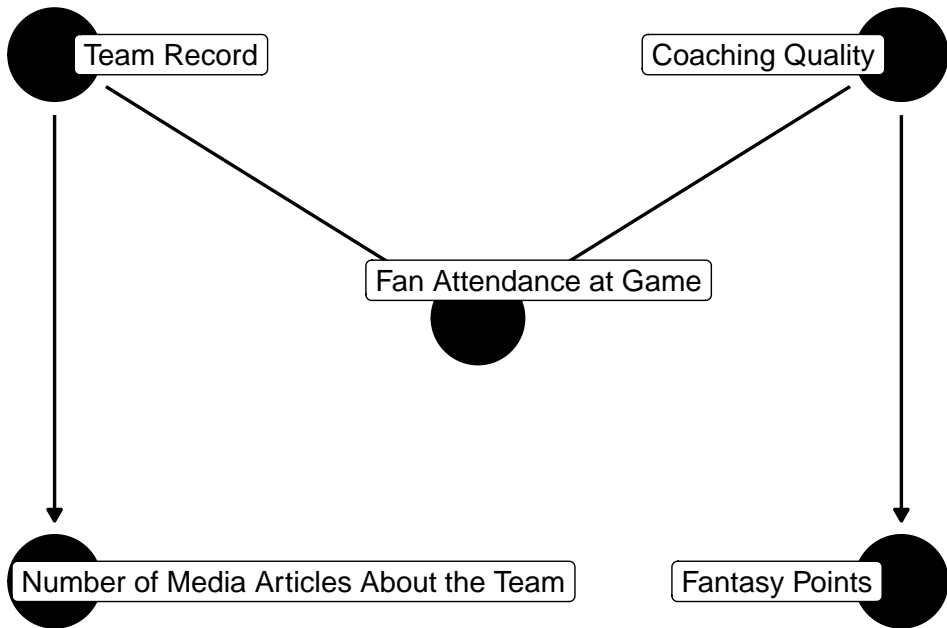 Team Record
Coaching Quality
Fan Attendance at Game
Number of Media Articles About the Team
Fantasy Points